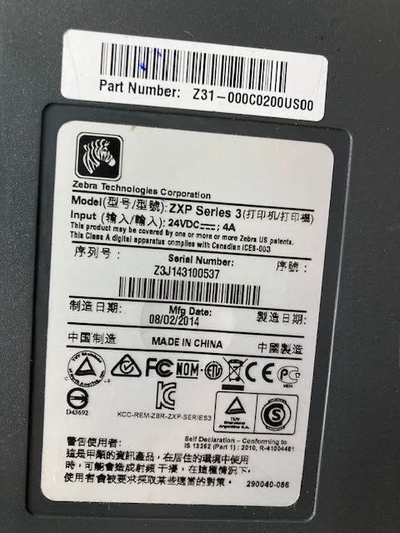 Part Number: Z31-000C0200US00
Zebra Technologies Corporation
Model(型号/型號): ZXP Series 3(打印机/打印機)
Input (输入/輸入): 24VDC⎓; 4A
This product may be covered by one or more or more Zebra US patents.
This Class A digital apparatus complies with Canadian ICES-003
序列号: Serial Number: 序號:
Z3J143100537
制造日期: Mfg Date: 製造日期:
08/02/2014
中国制造 MADE IN CHINA 中國製造
FC NOM CE
D43692
KCC-REM-ZBR-ZXP-SERIES3
TUV
S
警告使用者: Self Declaration - Conforming to
IS 13252 (Part 1) : 2010, R-41004461
這是甲類的資訊產品，在居住的環境中使用
時，可能會造成射頻干擾，在這種情況下，
使用者會被要求採取某些適當的對策。 290040-086